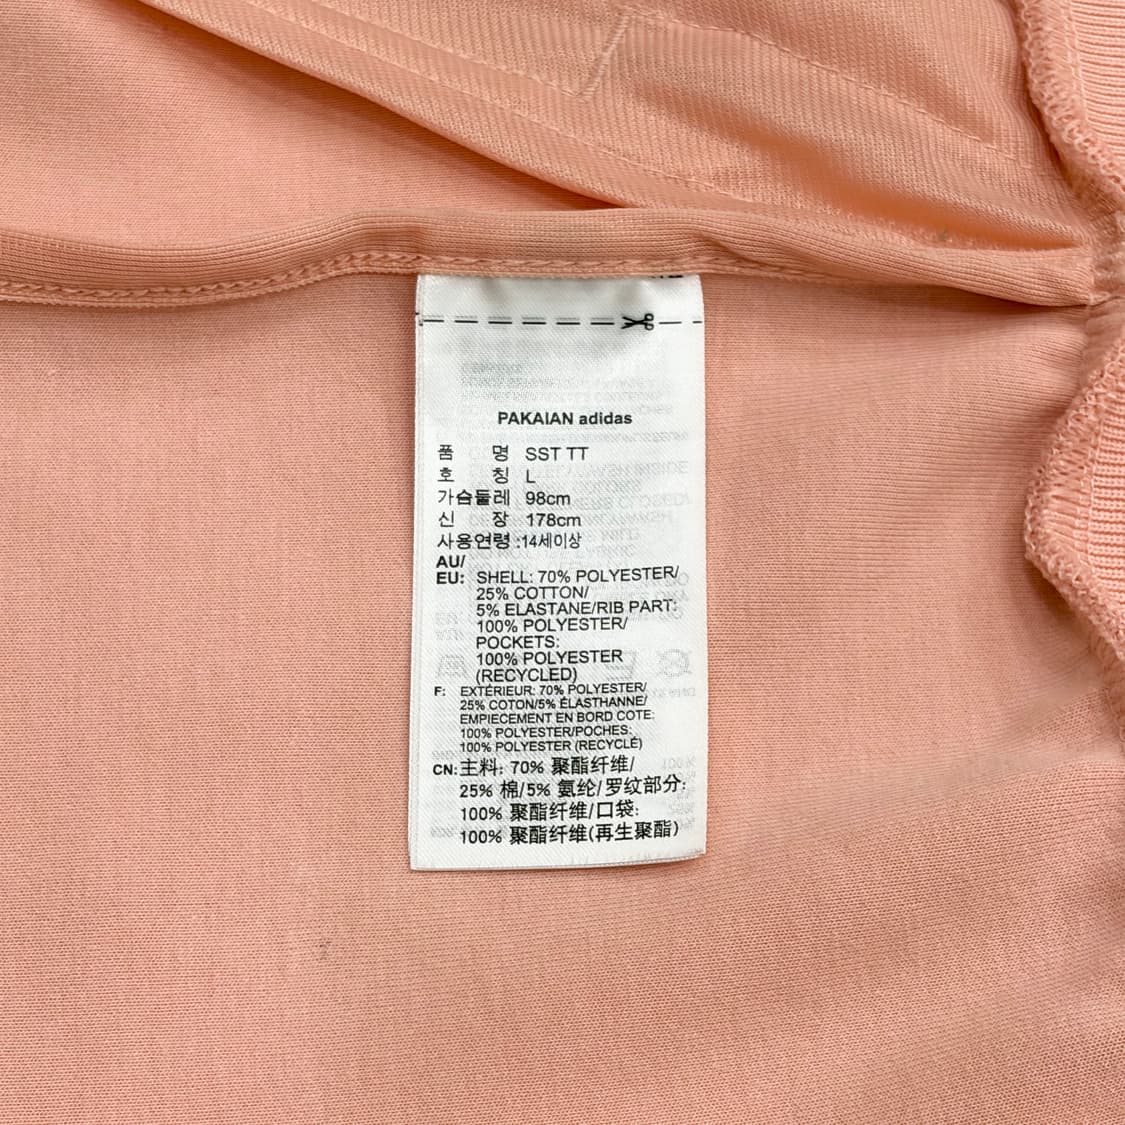 PAKAIAN adidas
품 명 SST TT
호 칭 L
가슴둘레 98cm
신 장 178cm
사용연령 :14세이상
AU/
EU: SHELL: 70% POLYESTER/
25% COTTON/
5% ELASTANE/RIB PART:
100% POLYESTER/
POCKETS:
100% POLYESTER
(RECYCLED)
F: EXTÉRIEUR: 70% POLYESTER/
25% COTON/5% ÉLASTHANNE/
EMPIECEMENT EN BORD COTE:
100% POLYESTER/POCHES:
100% POLYESTER (RECYCLÉ)
CN: 主料: 70% 聚酯纤维/
25% 棉/5% 氨纶/罗纹部分:
100% 聚酯纤维/口袋:
100% 聚酯纤维(再生聚酯)